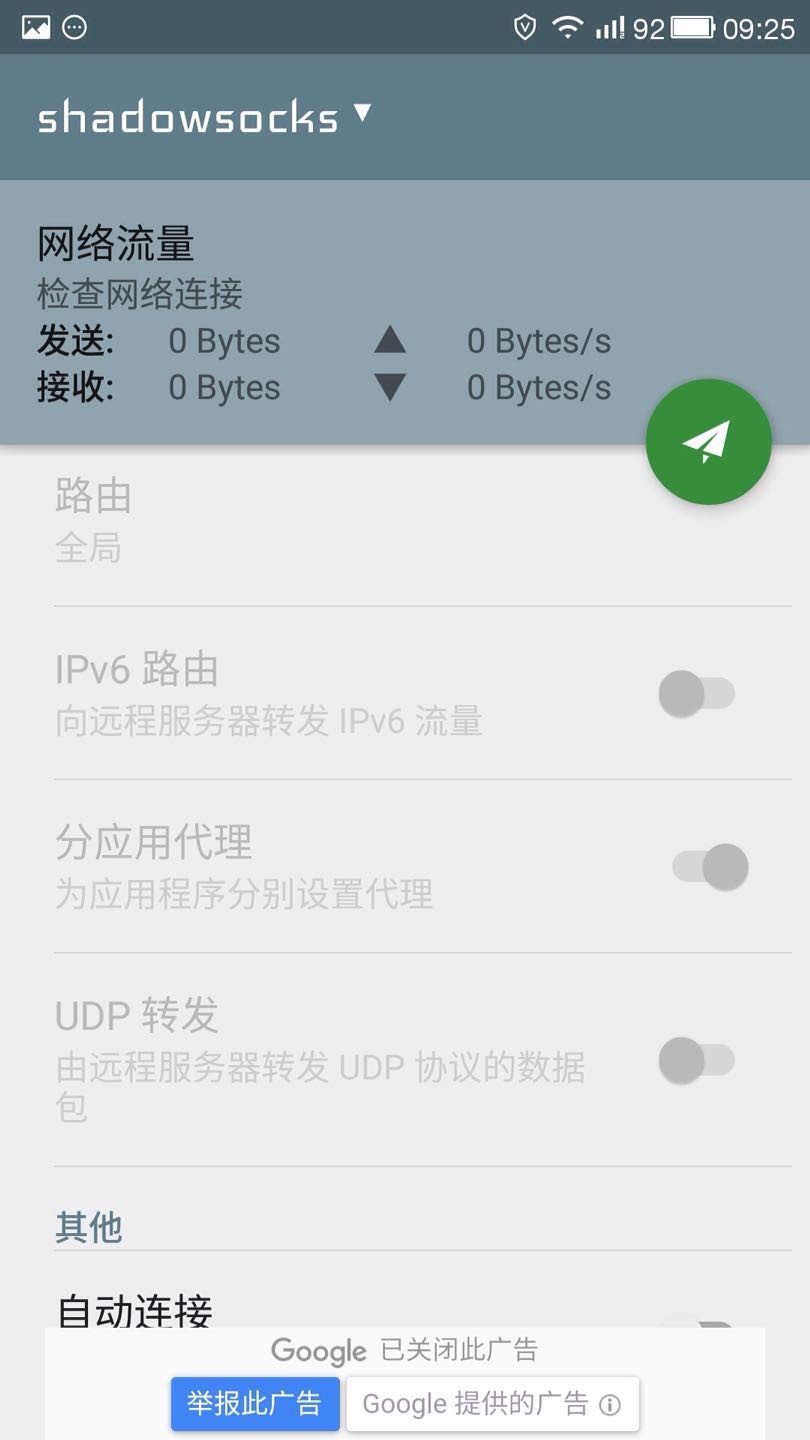 92 09:25
shadowsocks
网络流量
检查网络连接
发送: 0 Bytes ▲ 0 Bytes/s
接收: 0 Bytes ▼ 0 Bytes/s
路由
全局
IPv6 路由
向远程服务器转发 IPv6 流量
分应用代理
为应用程序分别设置代理
UDP 转发
由远程服务器转发 UDP 协议的数据
包
其他
自动连接
Google 已关闭此广告
举报此广告 Google 提供的广告